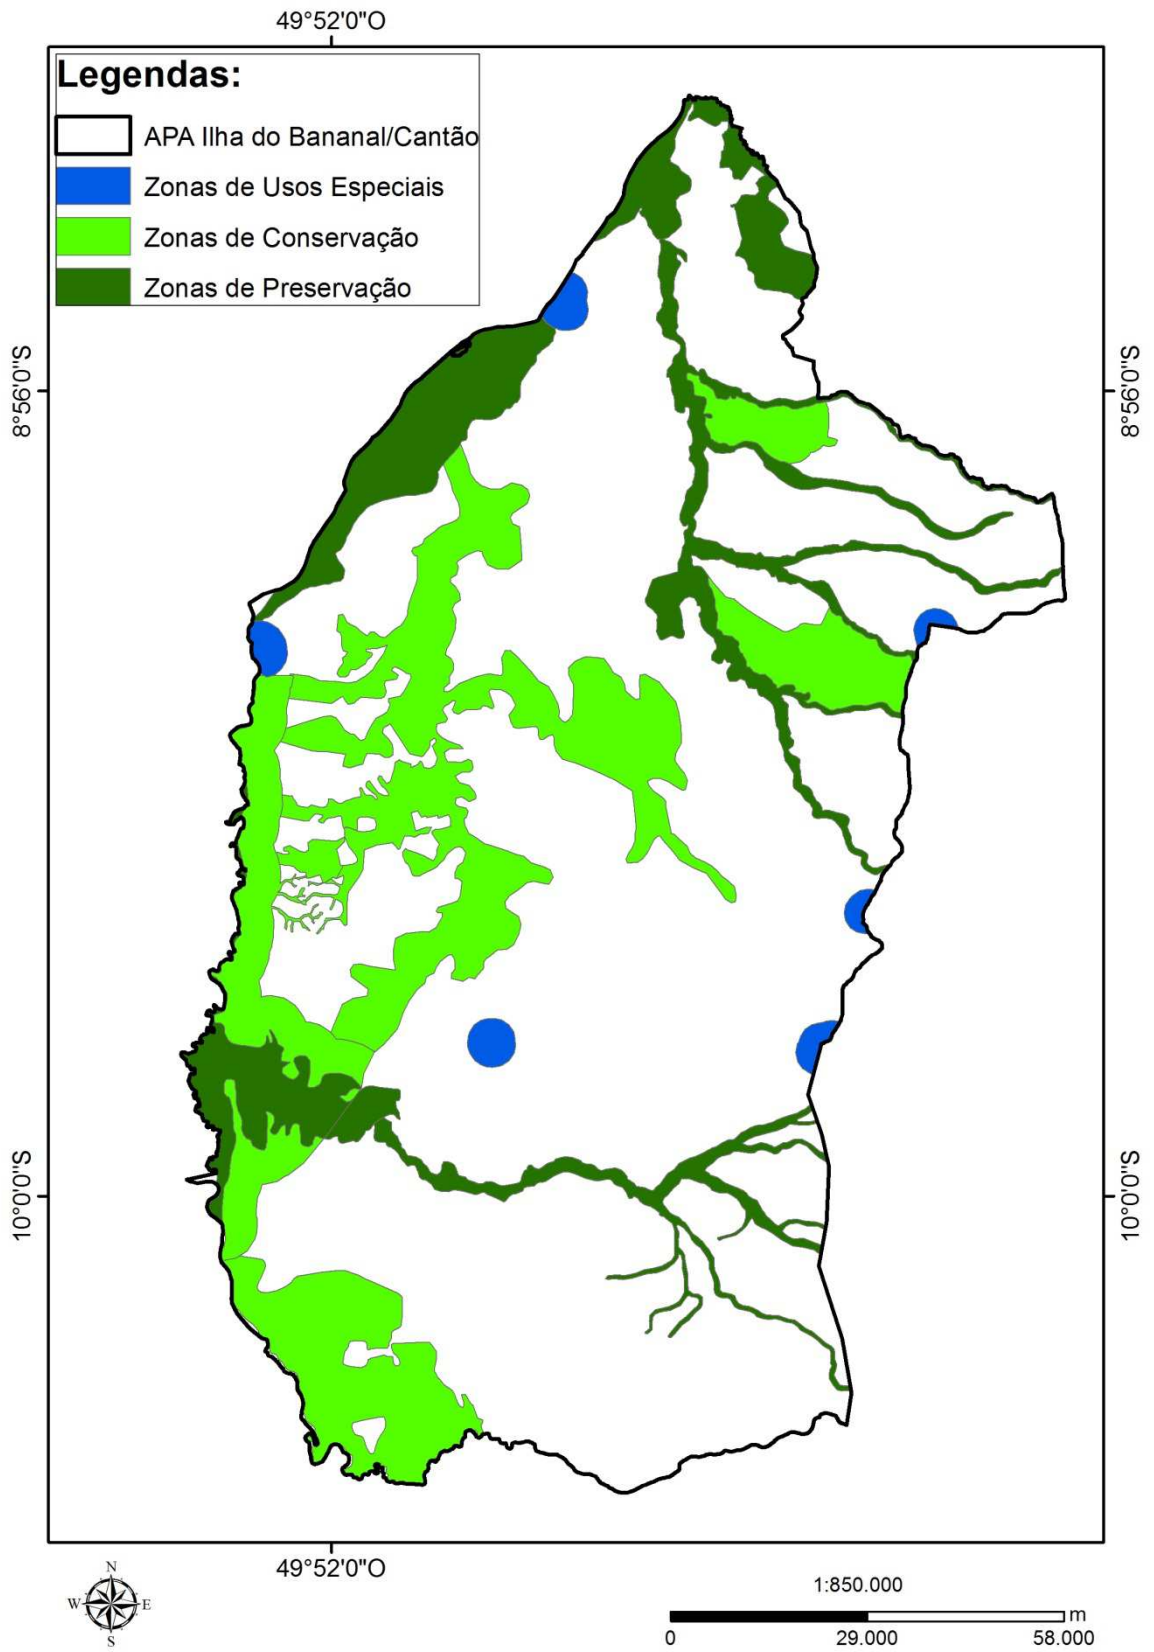 49°52'0"O
Legendas:
APA Ilha do Bananal/Cantão
Zonas de Usos Especiais
Zonas de Conservação
Zonas de Preservação
8°56'0"S
8°56'0"S
10°0'0"S
10°0'0"S
49°52'0"O
N
W E
S
1:850.000
m
0 29.000 58.000